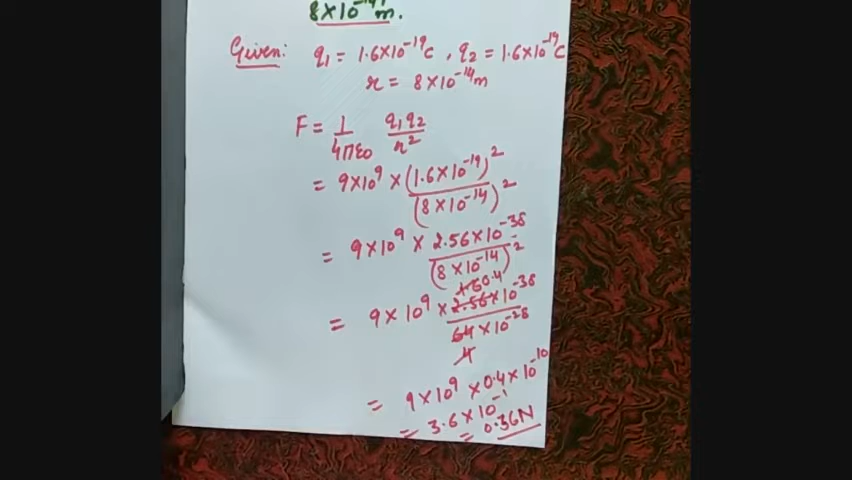 8×10⁻¹⁴ m.
Given: q₁ = 1.6×10⁻¹⁹C , q₂ = 1.6×10⁻¹⁹C
r = 8×10⁻¹⁴m
F = 1/4πε₀ q₁q₂/r²
= 9×10⁹ × (1.6×10⁻¹⁹)²/(8×10⁻¹⁴)²
= 9×10⁹ × 2.56×10⁻³⁸/(8×10⁻¹⁴)²
= 9×10⁹ × 2.56×10⁻³⁸/64×10⁻²⁸
0.4
4
= 9×10⁹ ×0.4×10⁻¹⁰
= 3.6×10⁻¹
= 0.36N